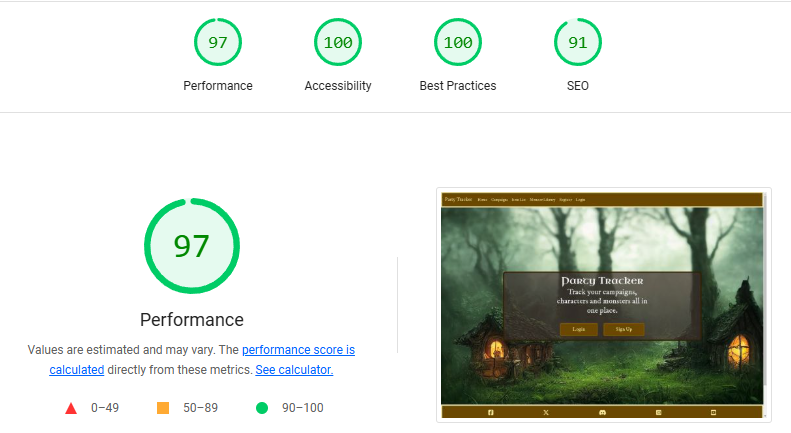 97
100
100
91
Performance
Accessibility
Best Practices
SEO
97
Performance
Values are estimated and may vary. The performance score is
calculated directly from these metrics. See calculator.
0–49
50–89
90–100
Party Tracker Home Campaigns Item List Monster Library Register Login
Party Tracker
Track your campaigns,
characters and monsters all in
one place.
Login
Sign Up